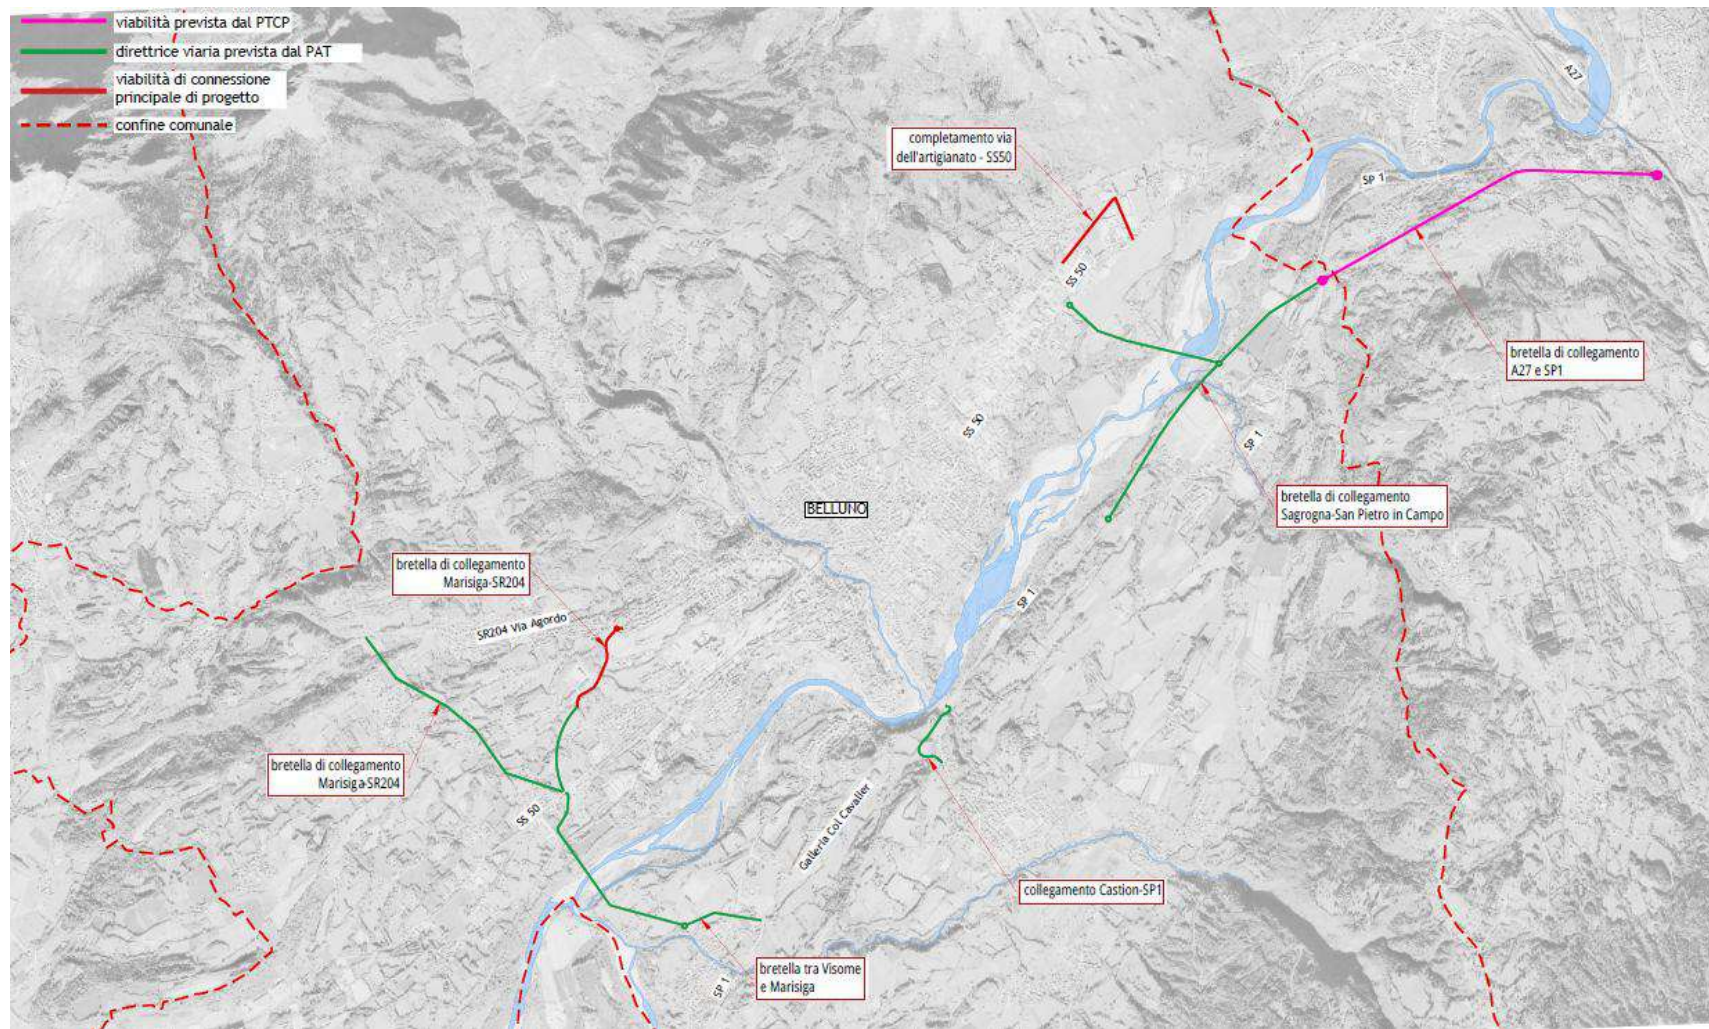 viabilità prevista dal PTCP
direttrice viaria prevista dal PAT
viabilità di connessione
principale di progetto
confine comunale
A27
completamento via
dell'artigianato - SS50
SP 1
SS 50
bretella di collegamento
A27 e SP1
SS 50
SP 1
bretella di collegamento
Sagrogna-San Pietro in Campo
BELLUNO
bretella di collegamento
Marisiga-SR204
SP 1
SR204 Via Agordo
bretella di collegamento
Marisiga-SR204
SS 50
Galleria Col Cavalier
collegamento Castion-SP1
bretella tra Visome
e Marisiga
SP 1